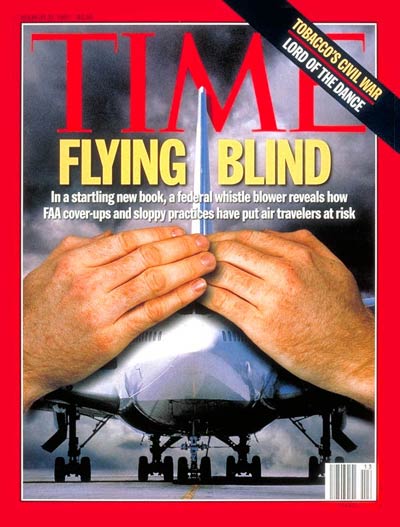 TOBACCO'S CIVIL WAR
LORD OF THE DANCE
TIME
FLYING BLIND
In a startling new book, a federal whistle blower reveals how
FAA cover-ups and sloppy practices have put air travelers at risk
13